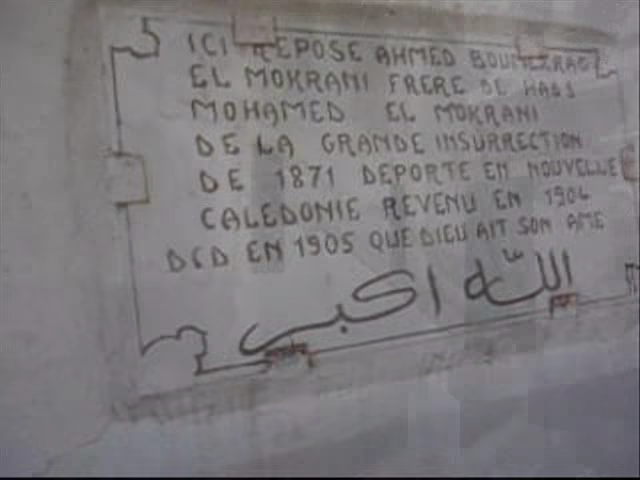 ICI REPOSE AHMED BOUMEZRAG
EL MOKRANI FRERE DE HADJ
MOHAMED EL MOKRANI
DE LA GRANDE INSURRECTION
DE 1871 DEPORTE EN NOUVELLE
CALEDONIE REVENU EN 1904
DCD EN 1905 QUE DIEU AIT SON AME
الله اكبر